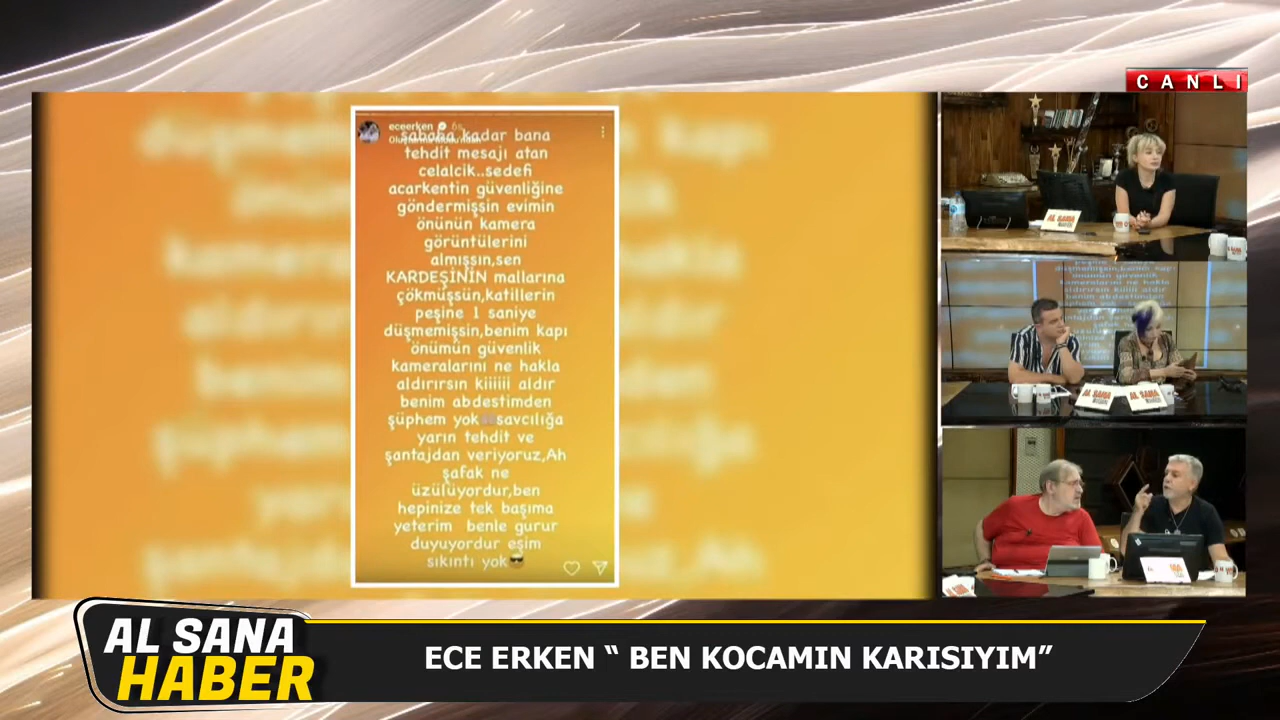 CANLI
eceerken 6s
sabaha kadar bana
tehdit mesajı atan
celalcik..sedefi
acarkentin güvenliğine
göndermişsin evimin
önünün kamera
görüntülerini
almışsın,sen
KARDEŞİNİN mallarına
çökmüşsün,katillerin
peşine 1 saniye
düşmemişsin,benim kapı
önümün güvenlik
kameralarını ne hakla
aldırırsın kiiiiii aldır
benim abdestimden
şüphem yok savcılığa
yarın tehdit ve
şantajdan veriyoruz,Ah
şafak ne
üzülüyordur,ben
hepinize tek başıma
yeterim benle gurur
duyuyordur eşim
sıkıntı yok
AL SANA
HABER
ECE ERKEN “ BEN KOCAMIN KARISIYIM”